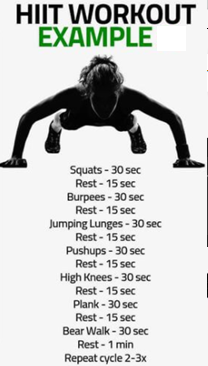 HIIT WORKOUT
EXAMPLE
Squats - 30 sec
Rest - 15 sec
Burpees - 30 sec
Rest - 15 sec
Jumping Lunges - 30 sec
Rest - 15 sec
Pushups - 30 sec
Rest - 15 sec
High Knees - 30 sec
Rest - 15 sec
Plank - 30 sec
Rest - 15 sec
Bear Walk - 30 sec
Rest - 1 min
Repeat cycle 2-3x